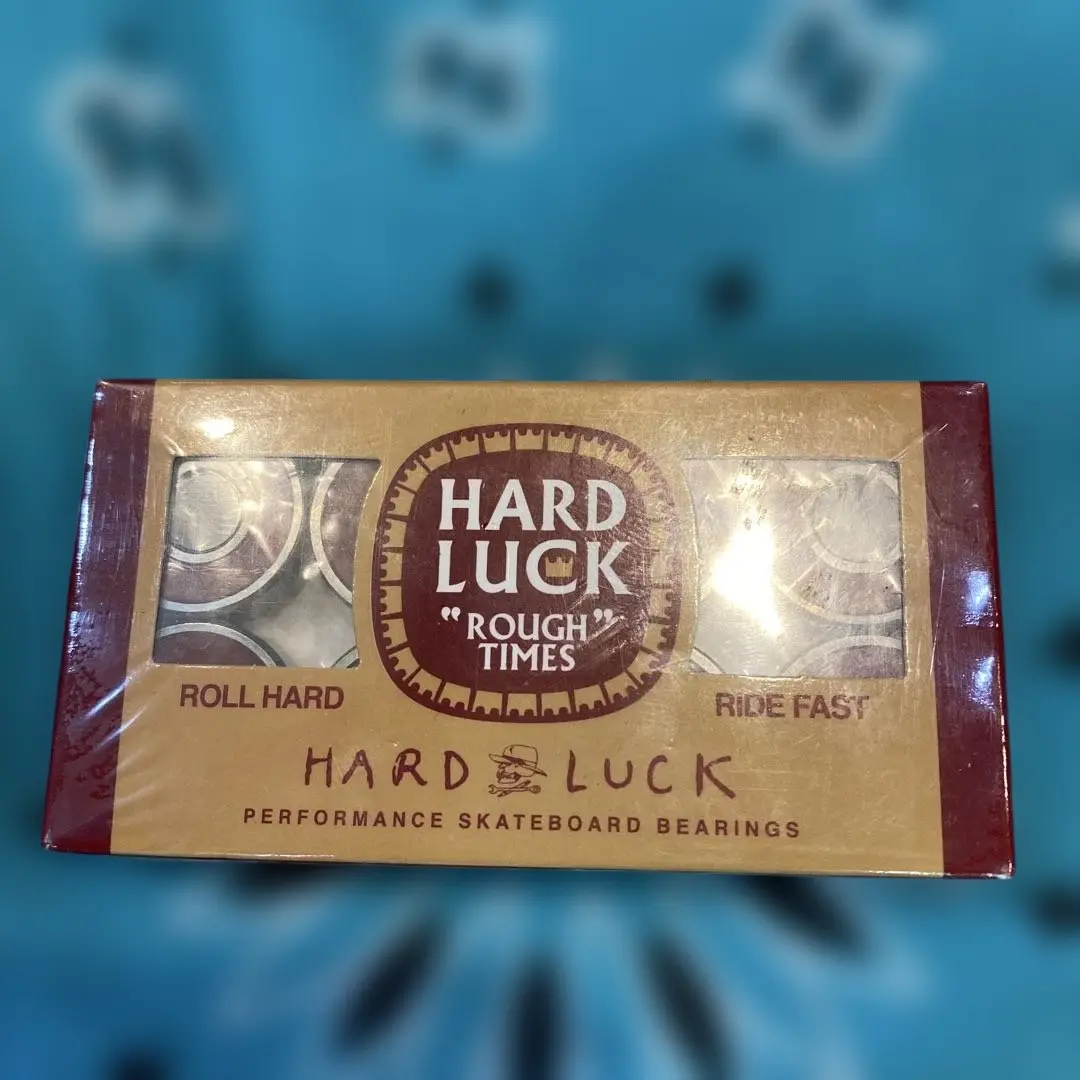 HARD
LUCK
"ROUGH"
TIMES
ROLL HARD
RIDE FAST
HARD LUCK
PERFORMANCE SKATEBOARD BEARINGS